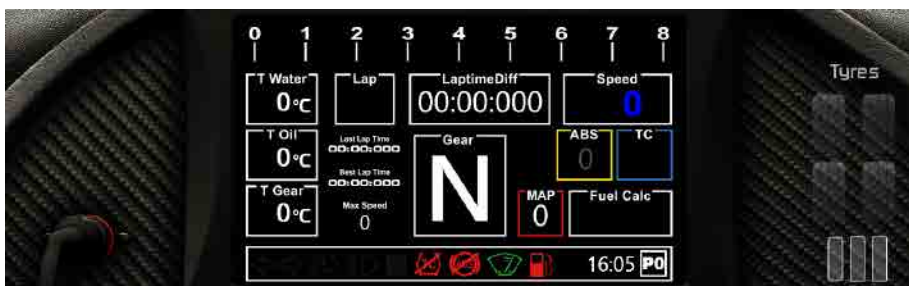 0 1 2 3 4 5 6 7 8
T Water Lap LaptimeDiff Speed
0°C 00:00:000 0
Tyres
T Oil Last Lap Time Gear ABS TC
0°C 00:00:000 N 0
Best Lap Time
00:00:000
T Gear MAP Fuel Calc
0°C Max Speed 0
0
16:05 P0